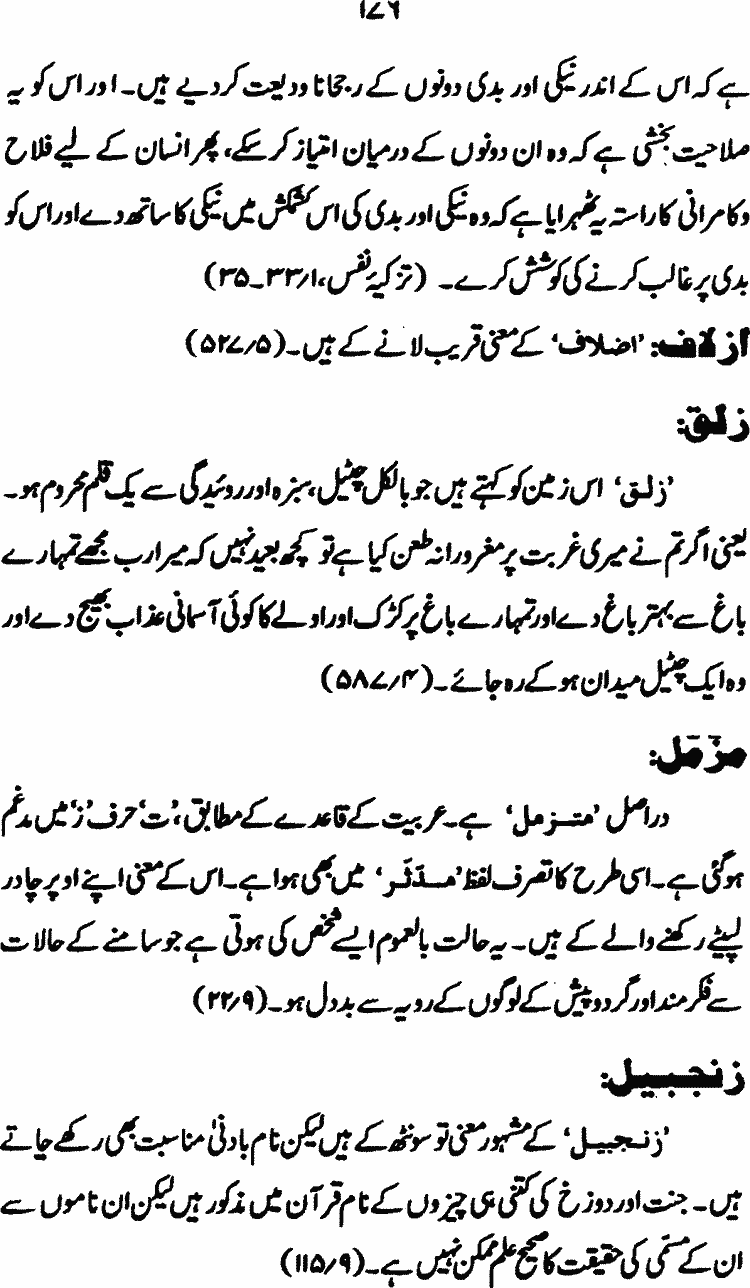 ۱۷۶
ہے کہ اس کے اندر نیکی اور بدی دونوں کے رجحانا ودیعت کردیے ہیں۔ اور اس کو یہ
صلاحیت بخشی ہے کہ وہ ان دونوں کے درمیان امتیاز کر سکے، پھر انسان کے لیے فلاح
وکامرانی کا راستہ یہ ٹھہرایا ہے کہ وہ نیکی اور بدی کی اس کشمکش میں نیکی کا ساتھ دے اور اس کو
بدی پر غالب کرنے کی کوشش کرے۔ (تزکیۂ نفس، ۱/۳۳۔۳۵)
ازلاف: ’اضلاف‘ کے معنی قریب لانے کے ہیں۔ (۵/۵۲۷)
زلق:
’زلق‘ اس زمین کو کہتے ہیں جو بالکل چٹیل، سبزہ اور روئیدگی سے یک قلم محروم ہو۔
یعنی اگر تم نے میری غربت پر مغرورانہ طعن کیا ہے تو کچھ بعید نہیں کہ میرا رب مجھے تمہارے
باغ سے بہتر باغ دے اور تمہارے باغ پر کڑک اور اولے کا کوئی آسمانی عذاب بھیج دے اور
وہ ایک چٹیل میدان ہو کے رہ جائے۔ (۴/۵۸۷)
مزّمّل:
دراصل ’متزمل‘ ہے۔ عربیت کے قاعدے کے مطابق، ’ت‘ حرف ’ز‘ میں مدغم
ہوگئی ہے۔ اسی طرح کا تصرف لفظ ’مدّثّر‘ میں بھی ہوا ہے۔ اس کے معنی اپنے اوپر چادر
لپیٹے رکھنے والے کے ہیں۔ یہ حالت بالعموم ایسے شخص کی ہوتی ہے جو سامنے کے حالات
سے فکر مند اور گرد و پیش کے لوگوں کے رویہ سے بددل ہو۔ (۹/۲۲)
زنجبیل:
’زنجبیل‘ کے مشہور معنی تو سونٹھ کے ہیں لیکن نام بادنیٰ مناسبت بھی رکھے جاتے
ہیں۔ جنت اور دوزخ کی کتنی ہی چیزوں کے نام قرآن میں مذکور ہیں لیکن ان ناموں سے
ان کے مسمّٰی کی حقیقت کا صحیح علم ممکن نہیں ہے۔ (۹/۱۱۵)